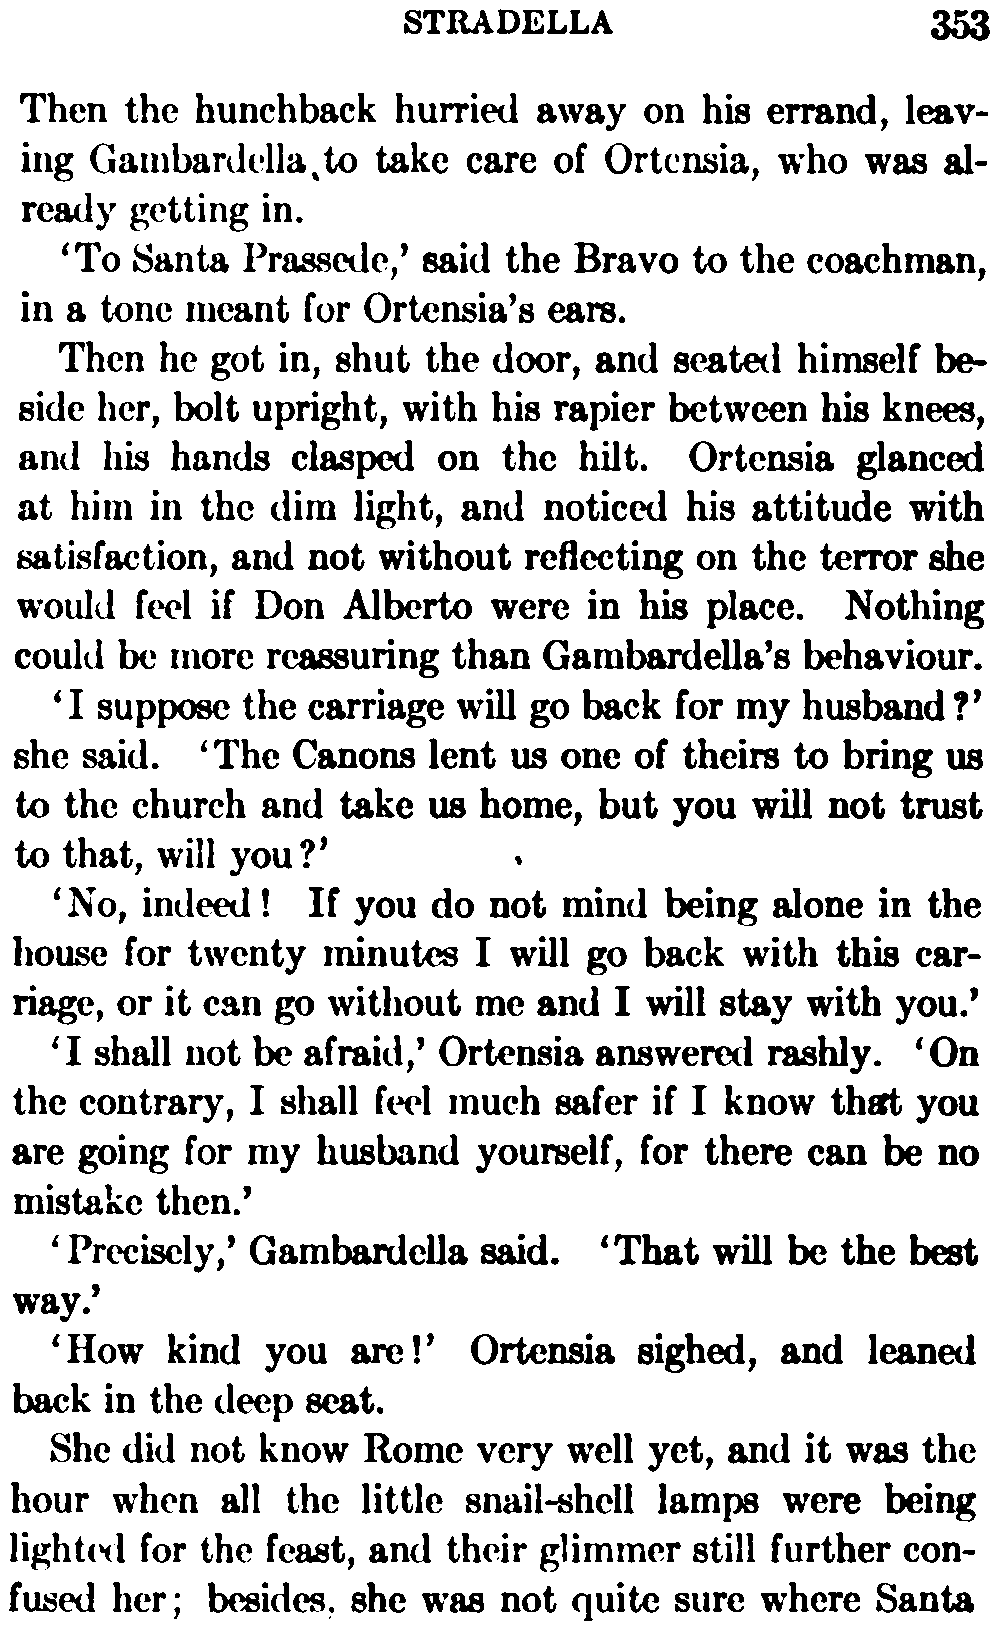 STRADELLA 353
Then the hunchback hurried away on his errand, leav-
ing Gambardella to take care of Ortensia, who was al-
ready getting in.
‘To Santa Prassede,’ said the Bravo to the coachman,
in a tone meant for Ortensia’s ears.
Then he got in, shut the door, and seated himself be-
side her, bolt upright, with his rapier between his knees,
and his hands clasped on the hilt. Ortensia glanced
at him in the dim light, and noticed his attitude with
satisfaction, and not without reflecting on the terror she
would feel if Don Alberto were in his place. Nothing
could be more reassuring than Gambardella’s behaviour.
‘I suppose the carriage will go back for my husband?’
she said. ‘The Canons lent us one of theirs to bring us
to the church and take us home, but you will not trust
to that, will you?’
‘No, indeed! If you do not mind being alone in the
house for twenty minutes I will go back with this car-
riage, or it can go without me and I will stay with you.’
‘I shall not be afraid,’ Ortensia answered rashly. ‘On
the contrary, I shall feel much safer if I know that you
are going for my husband yourself, for there can be no
mistake then.’
‘Precisely,’ Gambardella said. ‘That will be the best
way.’
‘How kind you are!’ Ortensia sighed, and leaned
back in the deep seat.
She did not know Rome very well yet, and it was the
hour when all the little snail-shell lamps were being
lighted for the feast, and their glimmer still further con-
fused her; besides, she was not quite sure where Santa